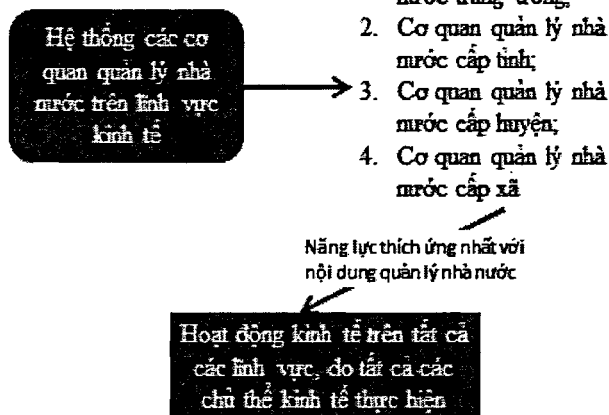 Hệ thống các cơ
quan quản lý nhà
nước trên lĩnh vực
kinh tế
nước trung ương;
2. Cơ quan quản lý nhà
nước cấp tỉnh;
3. Cơ quan quản lý nhà
nước cấp huyện;
4. Cơ quan quản lý nhà
nước cấp xã
Năng lực thích ứng nhất với
nội dung quản lý nhà nước
Hoạt động kinh tế trên tất cả
các lĩnh vực, do tất cả các
chủ thể kinh tế thực hiện